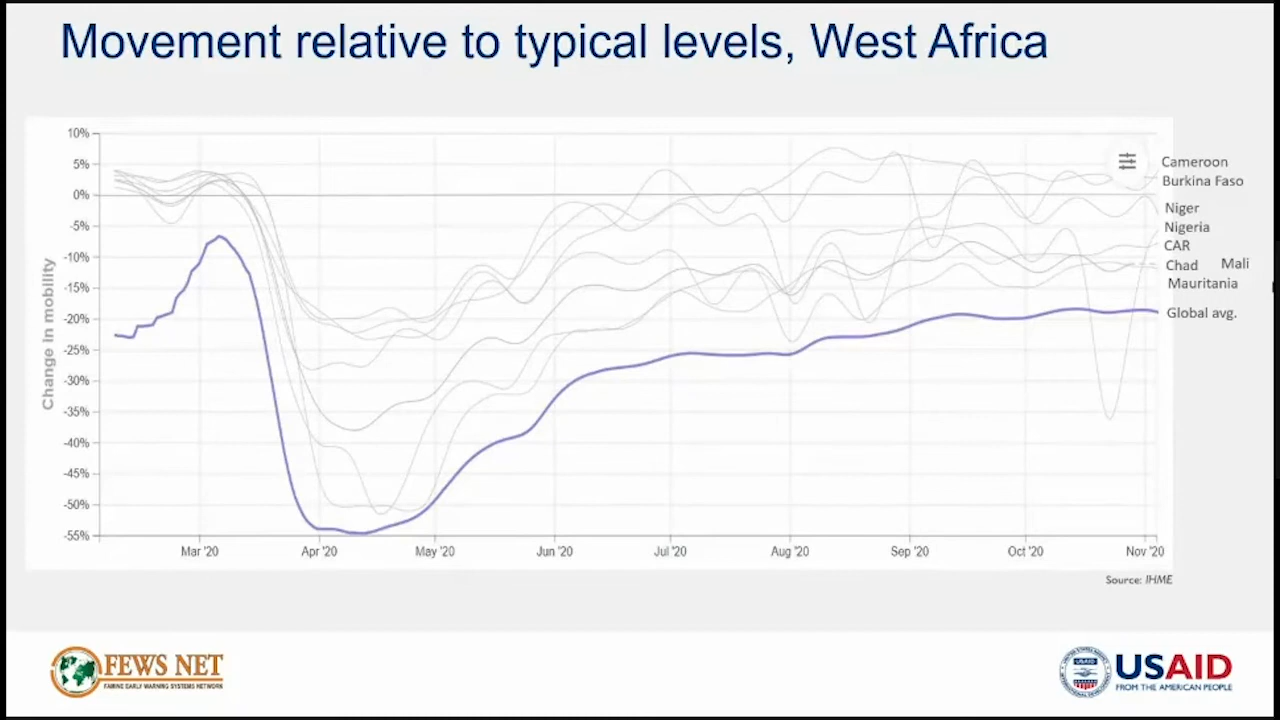 Movement relative to typical levels, West Africa
10%
5%
0%
-5%
-10%
-15%
-20%
-25%
-30%
-35%
-40%
-45%
-50%
-55%
Change in mobility
Mar '20 Apr '20 May '20 Jun '20 Jul '20 Aug '20 Sep '20 Oct '20 Nov '20
Cameroon
Burkina Faso
Niger
Nigeria
CAR
Chad Mali
Mauritania
Global avg.
Source: IHME
FEWS NET
FAMINE EARLY WARNING SYSTEMS NETWORK
USAID
USAID
FROM THE AMERICAN PEOPLE